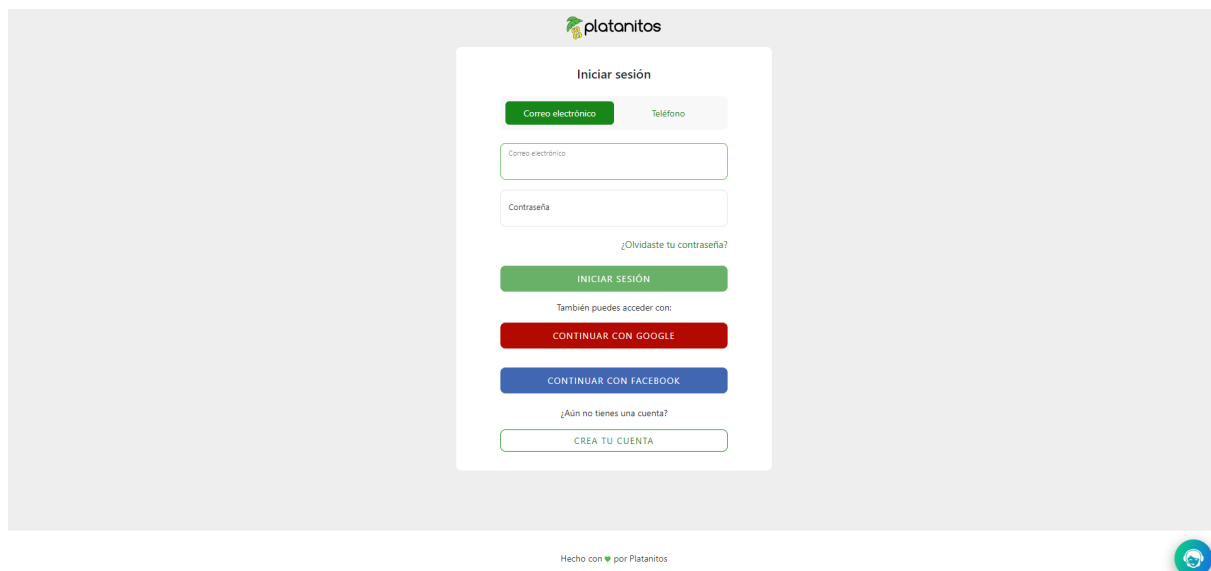 platanitos
Iniciar sesión
Correo electrónico Teléfono
Correo electrónico
Contraseña
¿Olvidaste tu contraseña?
INICIAR SESIÓN
También puedes acceder con:
CONTINUAR CON GOOGLE
CONTINUAR CON FACEBOOK
¿Aún no tienes una cuenta?
CREA TU CUENTA
Hecho con por Platanitos